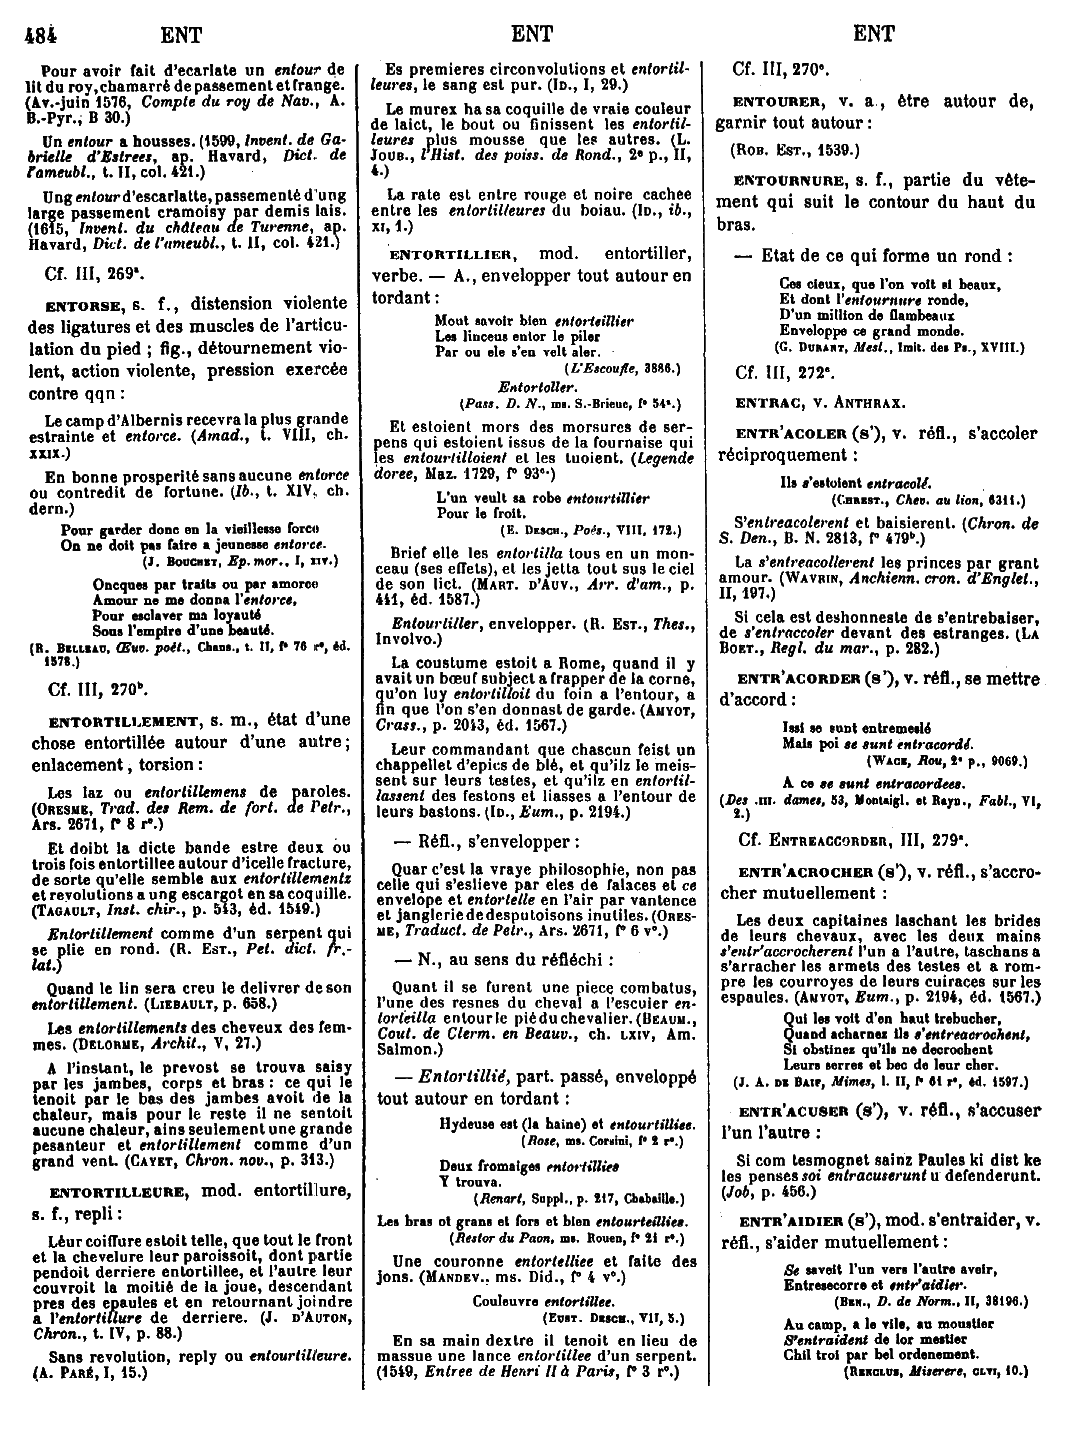 484 ENT ENT ENT
Pour avoir fait d'ecarlate un entour de
lit du roy, chamarré de passement et frange.
(Av.-juin 1576, Compte du roy de Nav., A.
B.-Pyr., B 30.)
Un entour a housses. (1599, Invent. de Ga-
brielle d'Estrees, ap. Havard, Dict. de
l'ameubl., t. II, col. 421.)
Ung entour d'escarlatte, passementé d'ung
large passement cramoisy par demis lais.
(1615, Invent. du château de Turenne, ap.
Havard, Dict. de l'ameubl., t. II, col. 421.)
Cf. III, 269ª.
ENTORSE, s. f., distension violente
des ligatures et des muscles de l'articu-
lation du pied ; fig., détournement vio-
lent, action violente, pression exercée
contre qqn :
Le camp d'Albernis recevra la plus grande
estrainte et entorce. (Amad., t. VIII, ch.
XXIX.)
En bonne prosperité sans aucune entorce
ou contredit de fortune. (Ib., t. XIV, ch.
dern.)
Pour garder donc en la vieillesse force
On ne doit pas faire a jeunesse entorce.
(J. BOUCHET, Ep. mor., I, XIV.)
Oncques par traits ou par amorce
Amour ne me donna l'entorce,
Pour esclaver ma loyauté
Sous l'empire d'une beauté.
(R. BELLEAU, Œuv. poét., Chans., t. II, f° 76 r°, éd.
1578.)
Cf. III, 270ᵇ.
ENTORTILLEMENT, s. m., état d'une
chose entortillée autour d'une autre ;
enlacement, torsion :
Les laz ou entortillemens de paroles.
(ORESME, Trad. des Rem. de fort. de Petr.,
Ars. 2671, f° 8 r°.)
Et doibt la dicte bande estre deux ou
trois fois entortillee autour d'icelle fracture,
de sorte qu'elle semble aux entortillementz
et revolutions a ung escargot en sa coquille.
(TAGAULT, Inst. chir., p. 513, éd. 1549.)
Entortillement comme d'un serpent qui
se plie en rond. (R. EST., Pet. dict. fr.-
lat.)
Quand le lin sera creu le delivrer de son
entortillement. (LIEBAULT, p. 658.)
Les entortillements des cheveux des fem-
mes. (DELORME, Archit., V, 27.)
A l'instant, le prevost se trouva saisy
par les jambes, corps et bras : ce qui le
tenoit par le bas des jambes avoit de la
chaleur, mais pour le reste il ne sentoit
aucune chaleur, ains seulement une grande
pesanteur et entortillement comme d'un
grand vent. (CAYET, Chron. nov., p. 313.)
ENTORTILLEURE, mod. entortillure,
s. f., repli :
Leur coiffure estoit telle, que tout le front
et la chevelure leur paroissoit, dont partie
pendoit derriere entortillee, et l'autre leur
couvroit la moitié de la joue, descendant
pres des epaules et en retournant joindre
a l'entortillure de derriere. (J. D'AUTON,
Chron., t. IV, p. 88.)
Sans revolution, reply ou entourtilleure.
(A. PARÉ, I, 15.)
Es premieres circonvolutions et entortil-
leures, le sang est pur. (ID., I, 29.)
Le murex ha sa coquille de vraie couleur
de laict, le bout ou finissent les entortil-
leures plus mousse que les autres. (L.
JOUB., l'Hist. des poiss. de Rond., 2ᵉ p., II,
4.)
La rate est entre rouge et noire cachee
entre les entortilleures du boiau. (ID., ib.,
XI, 1.)
ENTORTILLIER, mod. entortiller,
verbe. — A., envelopper tout autour en
tordant :
Mout savoir bien entorteillier
Les linceus entor le piler
Par ou ele s'en velt aler.
(L'Escoufle, 3886.)
Entortoller.
(Pass. D. N., ms. S.-Brieuc, f° 54ª.)
Et estoient mors des morsures de ser-
pens qui estoient issus de la fournaise qui
les entourtilloient et les tuoient. (Legende
doree, Maz. 1729, f° 93ᶜ.)
L'un veult sa robe entourtillier
Pour le froit.
(E. DESCH., Poés., VIII, 172.)
Brief elle les entortilla tous en un mon-
ceau (ses effets), et les jetta tout sus le ciel
de son lict. (MART. D'AUV., Arr. d'am., p.
441, éd. 1587.)
Entourtiller, envelopper. (R. EST., Thes.,
Involvo.)
La coustume estoit a Rome, quand il y
avait un bœuf subject a frapper de la corne,
qu'on luy entortilloit du foin a l'entour, a
fin que l'on s'en donnast de garde. (AMYOT,
Crass., p. 2043, éd. 1567.)
Leur commandant que chascun feist un
chappellet d'epics de blé, et qu'ilz le meis-
sent sur leurs testes, et qu'ilz en entortil-
lassent des festons et liasses a l'entour de
leurs bastons. (ID., Eum., p. 2194.)
— Réfl., s'envelopper :
Quar c'est la vraye philosophie, non pas
celle qui s'eslieve par eles de falaces et ce
envelope et entortelle en l'air par vantence
et janglerie de desputoisons inutiles. (ORES-
ME, Traduct. de Petr., Ars. 2671, f° 6 v°.)
— N., au sens du réfléchi :
Quant il se furent une piece combatus,
l'une des resnes du cheval a l'escuier en-
torteilla entour le pié du chevalier. (BEAUM.,
Cout. de Clerm. en Beauv., ch. LXIV, Am.
Salmon.)
— Entortillié, part. passé, enveloppé
tout autour en tordant :
Hydeuse est (la haine) et entourtilliee.
(Rose, ms. Corsini, f° 2 r°.)
Deux fromaiges entortillies
Y trouva.
(Renart, Suppl., p. 217, Chabaille.)
Les bras ot grans et fors et bien entourteillies.
(Restor du Paon, ms. Rouen, f° 21 r°.)
Une couronne entortelliee et faite des
jons. (MANDEV., ms. Did., f° 4 v°.)
Couleuvre entortillee.
(EUST. DESCH., VII, 5.)
En sa main dextre il tenoit en lieu de
massue une lance entortillee d'un serpent.
(1549, Entree de Henri II à Paris, f° 3 r°.)
Cf. III, 270ᶜ.
ENTOURER, v. a., être autour de,
garnir tout autour :
(ROB. EST., 1539.)
ENTOURNURE, s. f., partie du vête-
ment qui suit le contour du haut du
bras.
— Etat de ce qui forme un rond :
Ces cieux, que l'on voit si beaux,
Et dont l'entournure ronde,
D'un million de flambeaux
Enveloppe ce grand monde.
(G. DURANT, Mesl., Imit. des Ps., XVIII.)
Cf. III, 272ᶜ.
ENTRAC, v. ANTHRAX.
ENTR'ACOLER (s'), v. réfl., s'accoler
réciproquement :
Ils s'estoient entracolé.
(CHREST., Chev. au lion, 6311.)
S'entreacolerent et baisierent. (Chron. de
S. Den., B. N. 2813, f° 479ᵇ.)
La s'entreacollerent les princes par grant
amour. (WAVRIN, Anchienn. cron. d'Englet.,
II, 197.)
Si cela est deshonneste de s'entrebaiser,
de s'entraccoler devant des estranges. (LA
BOET., Regl. du mar., p. 282.)
ENTR'ACORDER (s'), v. réfl., se mettre
d'accord :
Issi se sunt entremeslé
Mais poi se sunt entracordé.
(WACE, Rou, 2ᵉ p., 9069.)
A ce se sunt entracordees.
(Des .III. dames, 53, Montaigl. et Rayn., Fabl., VI,
2.)
Cf. ENTREACCORDER, III, 279ª.
ENTR'ACROCHER (s'), v. réfl., s'accro-
cher mutuellement :
Les deux capitaines laschant les brides
de leurs chevaux, avec les deux mains
s'entr'accrocherent l'un a l'autre, taschans a
s'arracher les armets des testes et a rom-
pre les courroyes de leurs cuiraces sur les
espaules. (AMYOT, Eum., p. 2194, éd. 1567.)
Qui les voit d'en haut trebucher,
Quand acharnez ils s'entreacrochent,
Si obstinez qu'ils ne decrochent
Leurs serres et bec de leur cher.
(J. A. DE BAIF, Mimes, l. II, f° 61 r°, éd. 1597.)
ENTR'ACUSER (s'), v. réfl., s'accuser
l'un l'autre :
Si com tesmognet sainz Paules ki dist ke
les penses soi entracuserunt u defenderunt.
(Job, p. 456.)
ENTR'AIDIER (s'), mod. s'entraider, v.
réfl., s'aider mutuellement :
Se saveit l'un vers l'autre aveir,
Entresecorre et entr'aidier.
(BEN., D. de Norm., II, 38196.)
Au camp, a le vile, au moustier
S'entraident de lor mestier
Chil troi par bel ordenement.
(RENCLUS, Miserere, CLVI, 10.)